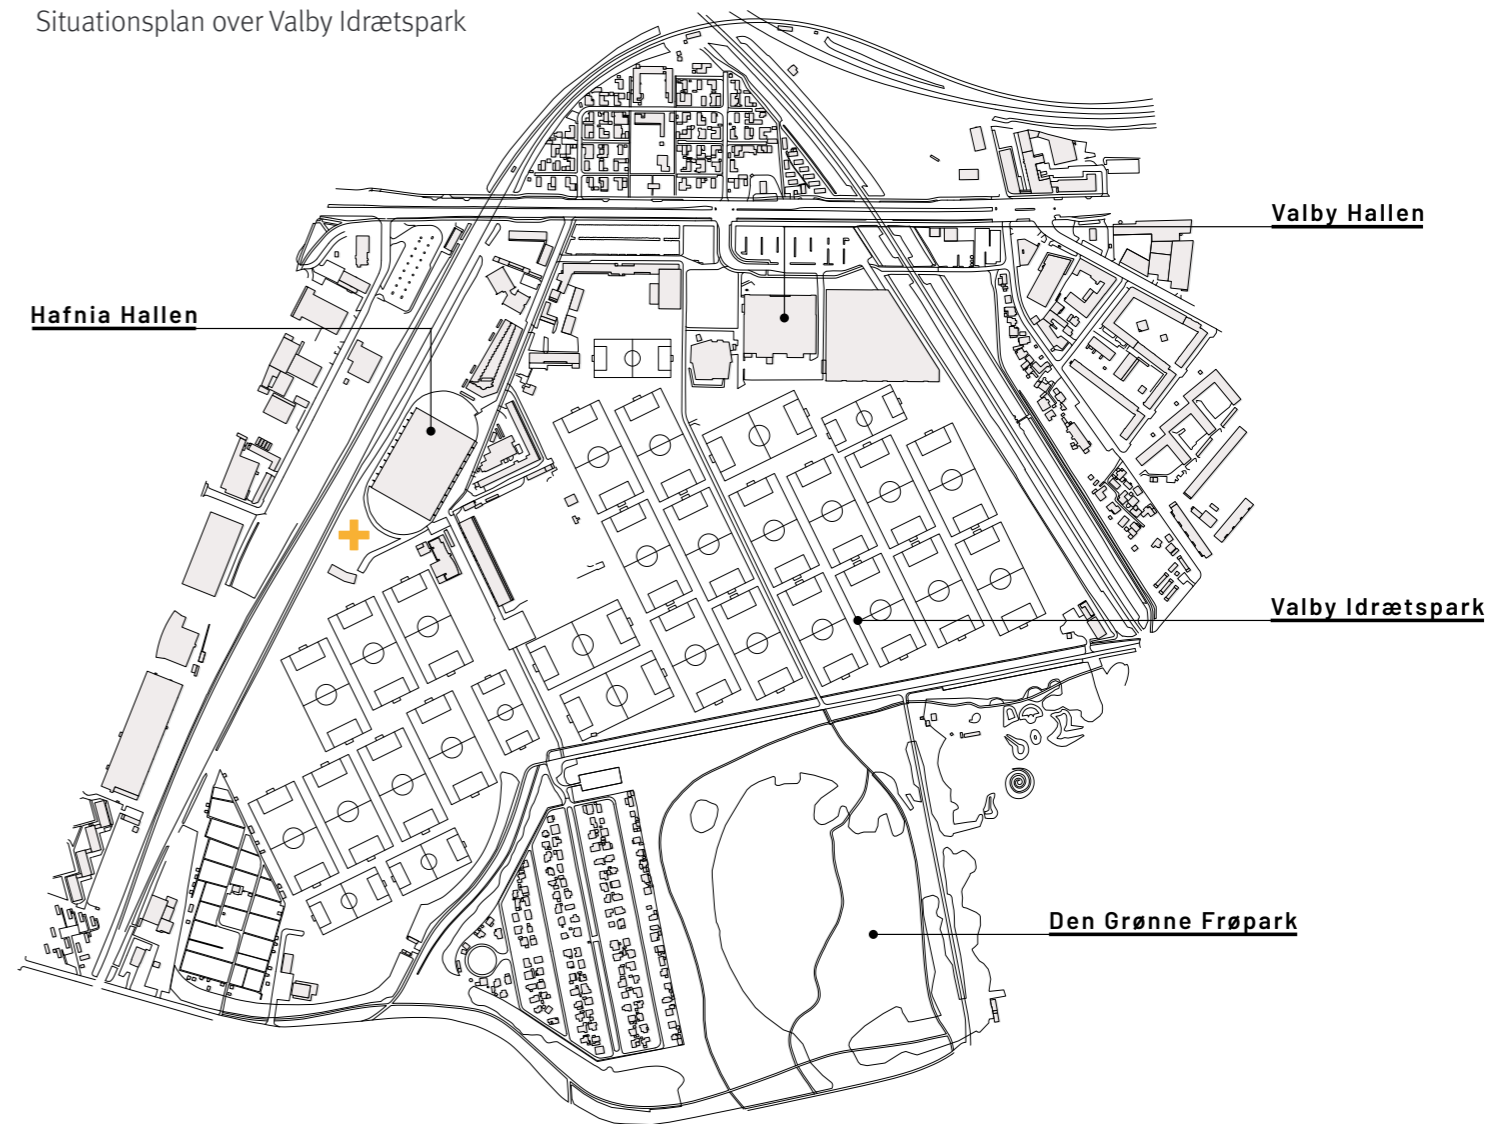 Situationsplan over Valby Idrætspark
Valby Hallen
Hafnia Hallen
Valby Idrætspark
Den Grønne Frøpark